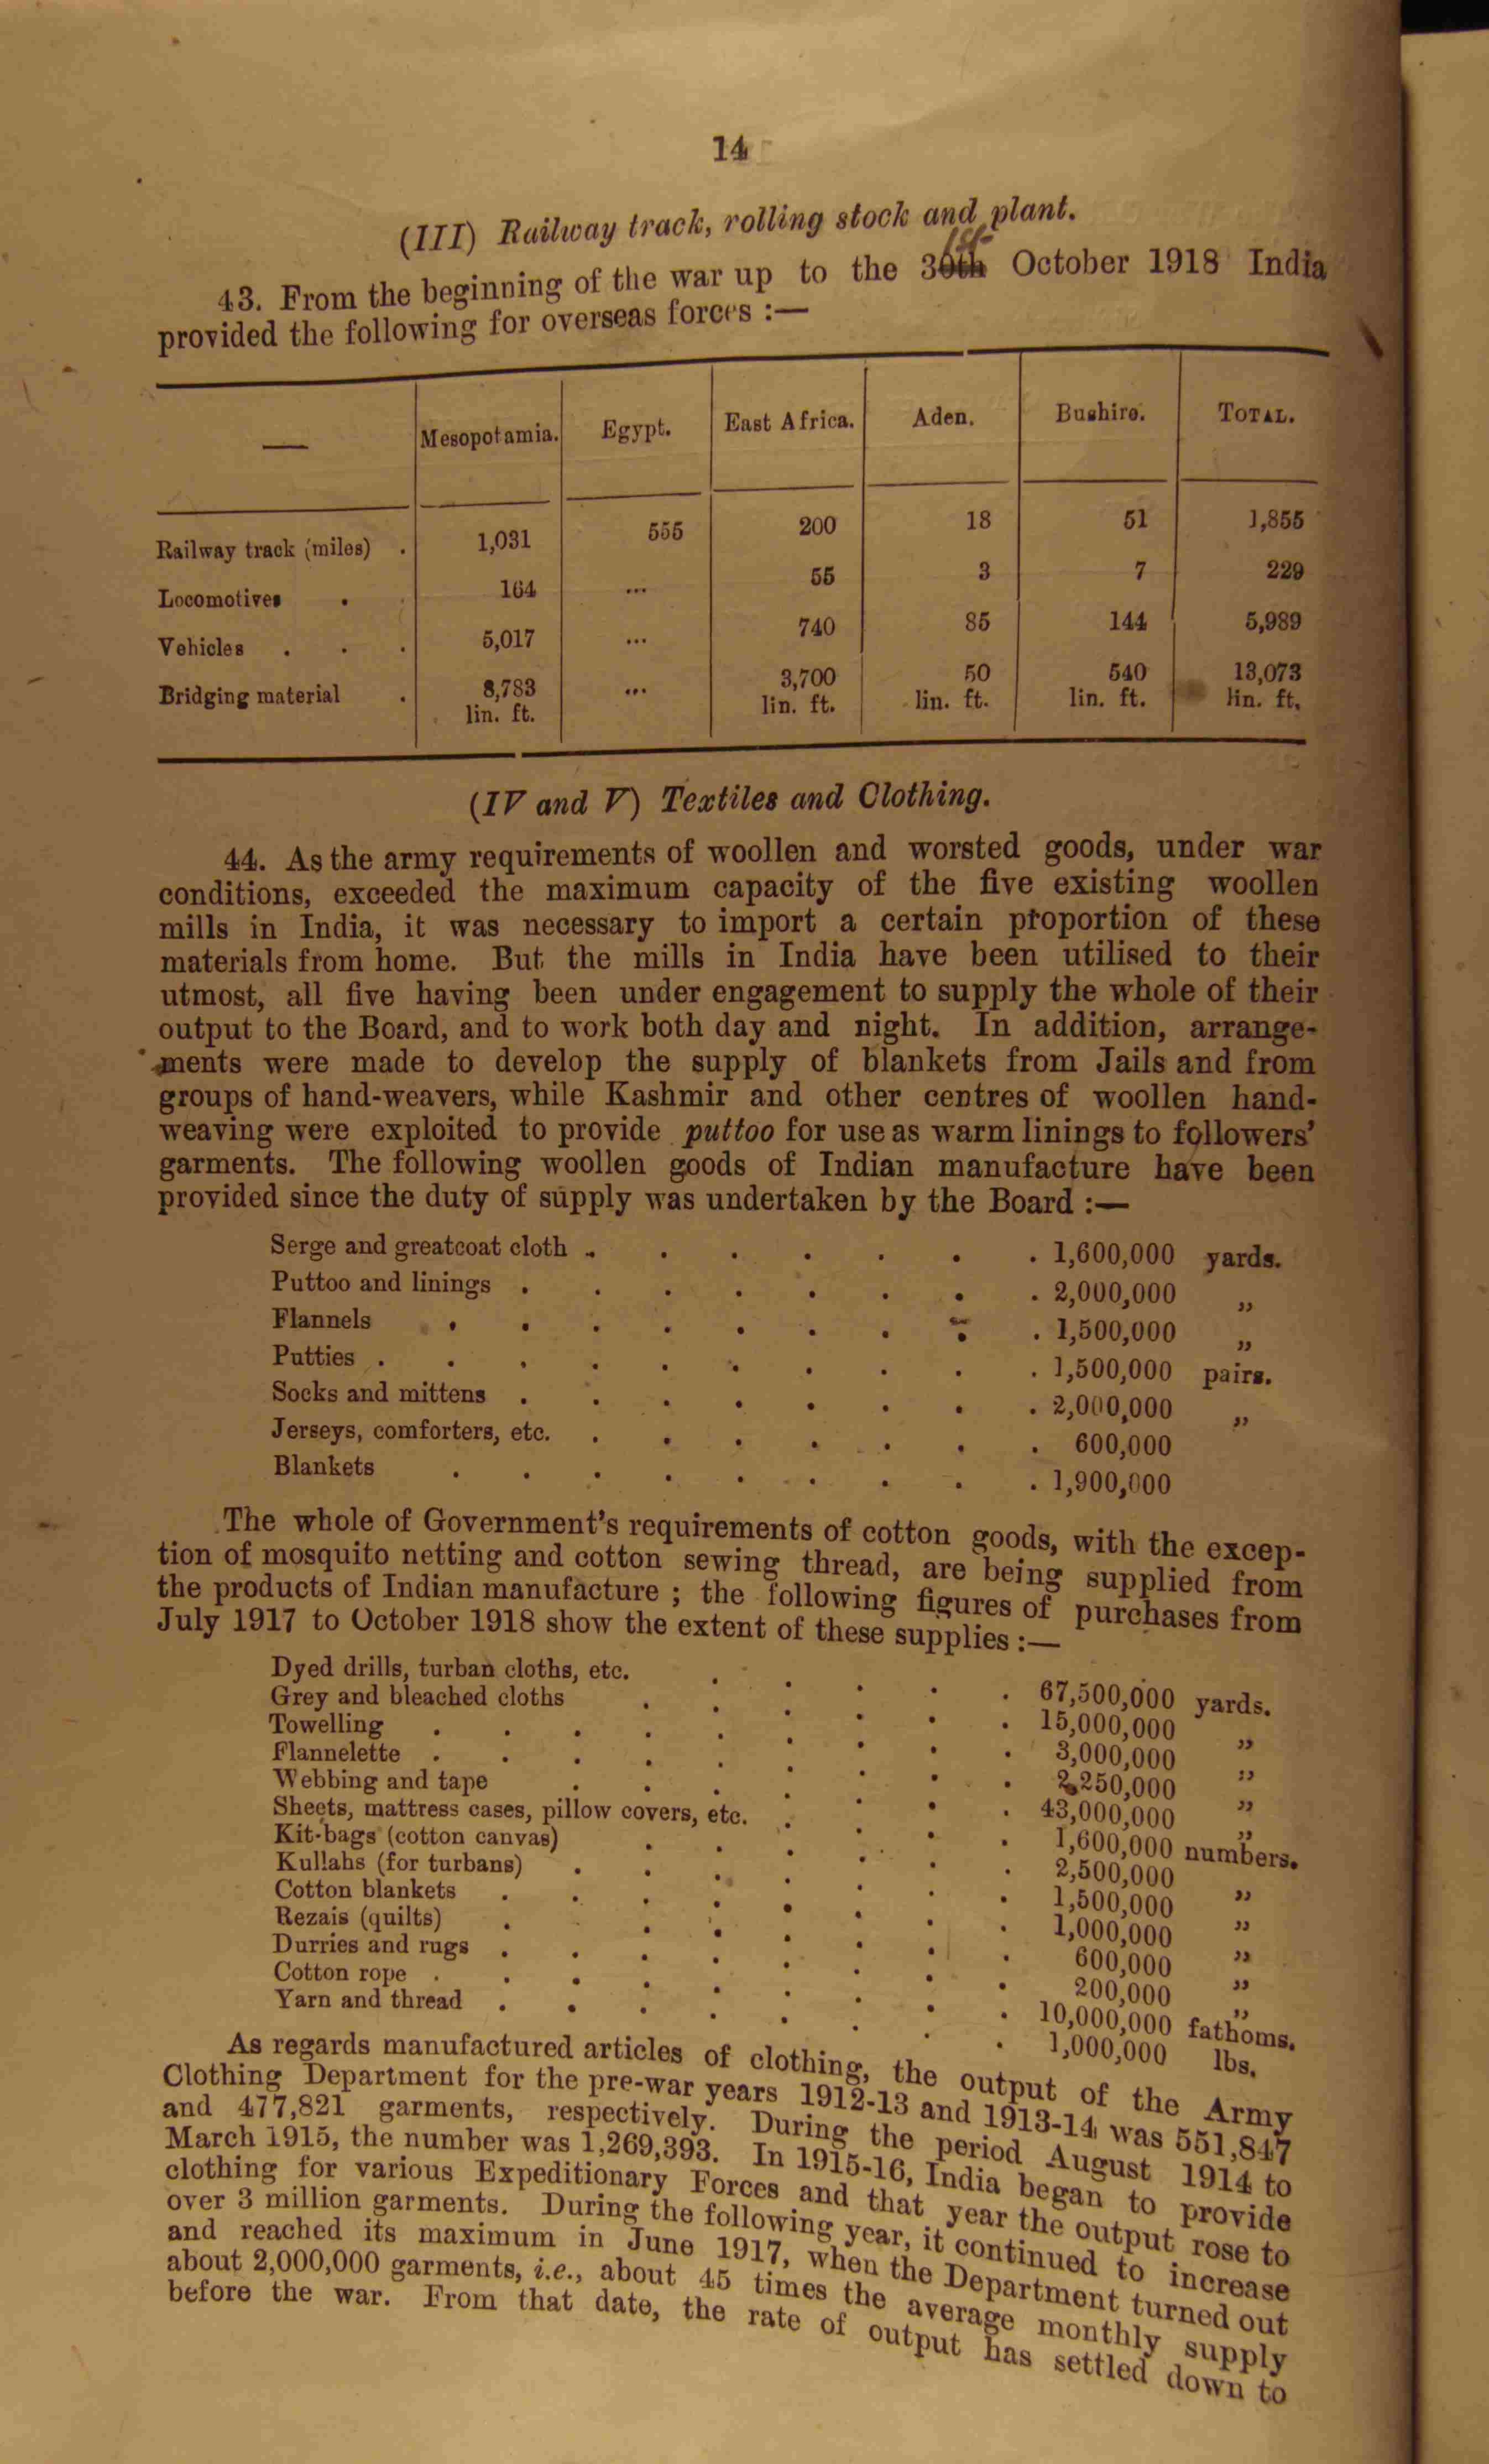 14
(III) Railway track, rolling stock and plant.
1st
43. From the beginning of the war up to the 30th October 1918 India
provided the following for overseas forces :—
— Mesopotamia. Egypt. East Africa. Aden. Bushire. TOTAL.
Railway track (miles) . 1,031 555 200 18 51 1,855
Locomotives . 164 ... 55 3 7 229
Vehicles . . . 5,017 ... 740 85 144 5,989
Bridging material . 8,783 ... 3,700 50 540 13,073
lin. ft. lin. ft. lin. ft. lin. ft. lin. ft.
(IV and V) Textiles and Clothing.
44. As the army requirements of woollen and worsted goods, under war
conditions, exceeded the maximum capacity of the five existing woollen
mills in India, it was necessary to import a certain proportion of these
materials from home. But the mills in India have been utilised to their
utmost, all five having been under engagement to supply the whole of their
output to the Board, and to work both day and night. In addition, arrange-
ments were made to develop the supply of blankets from Jails and from
groups of hand-weavers, while Kashmir and other centres of woollen hand-
weaving were exploited to provide puttoo for use as warm linings to followers'
garments. The following woollen goods of Indian manufacture have been
provided since the duty of supply was undertaken by the Board :—
Serge and greatcoat cloth . . . . . . . 1,600,000 yards.
Puttoo and linings . . . . . . . . 2,000,000 „
Flannels . . . . . . . . . 1,500,000 „
Putties . . . . . . . . . . 1,500,000 pairs.
Socks and mittens . . . . . . . . 2,000,000 „
Jerseys, comforters, etc. . . . . . . . 600,000
Blankets . . . . . . . . . 1,900,000
The whole of Government's requirements of cotton goods, with the excep-
tion of mosquito netting and cotton sewing thread, are being supplied from
the products of Indian manufacture ; the following figures of purchases from
July 1917 to October 1918 show the extent of these supplies :—
Dyed drills, turban cloths, etc. . . . . . 67,500,000 yards.
Grey and bleached cloths . . . . . . 15,000,000 „
Towelling . . . . . . . . . 3,000,000 „
Flannelette . . . . . . . . . 2,250,000 „
Webbing and tape . . . . . . . 43,000,000 „
Sheets, mattress cases, pillow covers, etc. . . . . 1,600,000 numbers.
Kit-bags (cotton canvas) . . . . . . 2,500,000 „
Kullahs (for turbans) . . . . . . . 1,500,000 „
Cotton blankets . . . . . . . . 1,000,000 „
Rezais (quilts) . . . . . . . 600,000 „
Durries and rugs . . . . . . . . 200,000 „
Cotton rope . . . . . . . . . 10,000,000 fathoms.
Yarn and thread . . . . . . . . 1,000,000 lbs.
As regards manufactured articles of clothing, the output of the Army
Clothing Department for the pre-war years 1912-13 and 1913-14 was 551,847
and 477,821 garments, respectively. During the period August 1914 to
March 1915, the number was 1,269,393. In 1915-16, India began to provide
clothing for various Expeditionary Forces and that year the output rose to
over 3 million garments. During the following year, it continued to increase
and reached its maximum in June 1917, when the Department turned out
about 2,000,000 garments, i.e., about 45 times the average monthly supply
before the war. From that date, the rate of output has settled down to